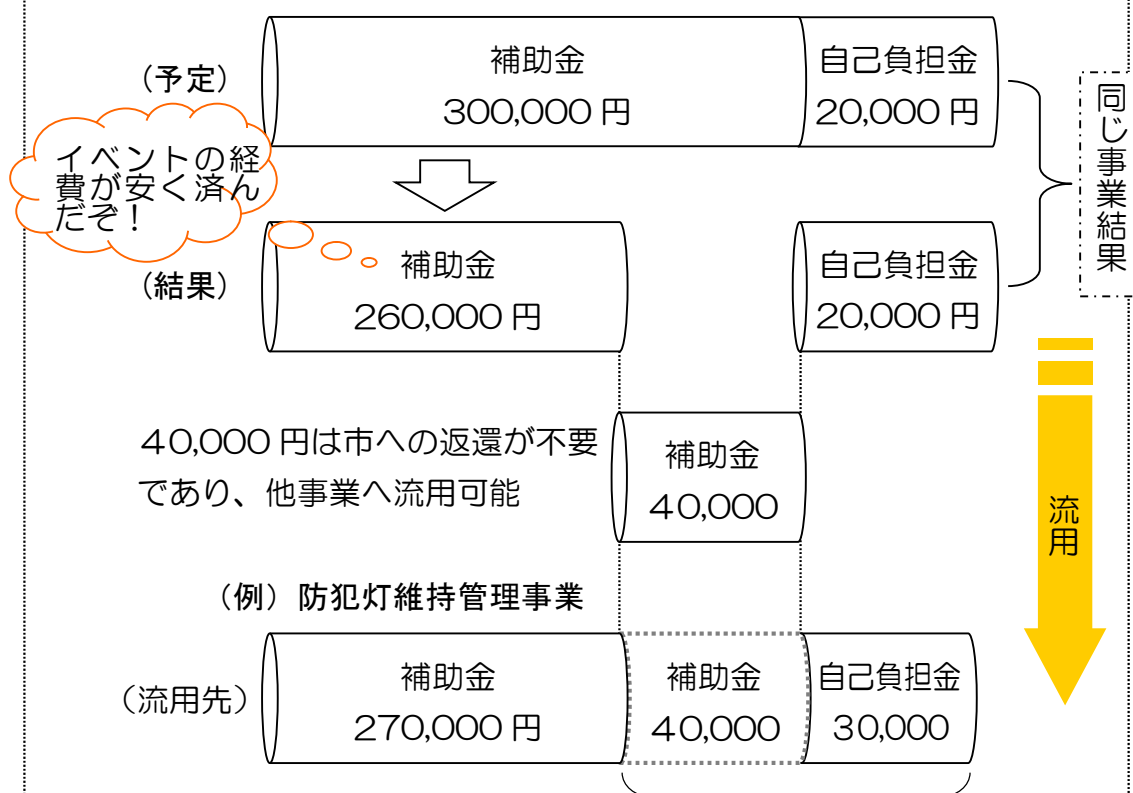 補助金
300,000 円
自己負担金
20,000 円
（予定）
イベントの経
費が安く済ん
だぞ！
同じ事業結果
補助金
260,000 円
自己負担金
20,000 円
（結果）
40,000 円は市への返還が不要
であり、他事業へ流用可能
補助金
40,000
流用
（例）防犯灯維持管理事業
（流用先）
補助金
270,000 円
補助金
40,000
自己負担金
30,000